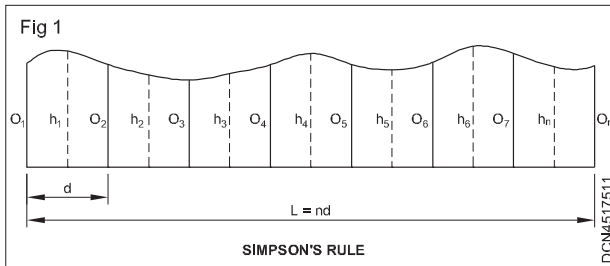 Fig 1
O1 h1 O2 h2 O3 h3 O4 h4 O5 h5 O6 h6 O7 hn On
d
L = nd
SIMPSON'S RULE
DCN4517511